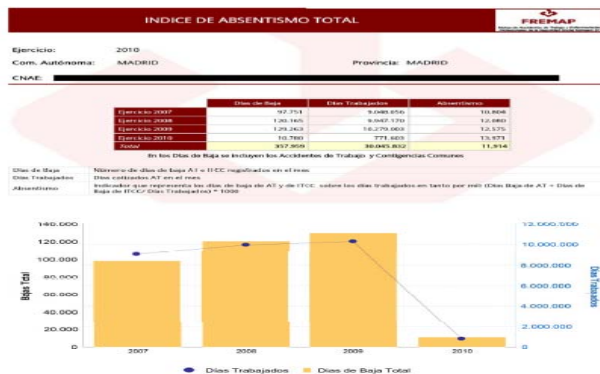 INDICE DE ABSENTISMO TOTAL
FREMAP
Ejercicio: 2010
Com. Autónoma: MADRID Provincia: MADRID
CNAE:
Dias de Baja Días Trabajados Absentismo
Ejercicio 2007 97.751 9.048.056 10,804
Ejercicio 2008 120.165 9.947.170 12,080
Ejercicio 2009 129.263 10.279.003 12,575
Ejercicio 2010 10.780 771.603 13,971
Total 357.959 30.045.832 11,914
En los Días de Baja se incluyen los Accidentes de Trabajo y Contigencias Comunes
Dias de Baja Número de días de baja AT e ITCC registrados en el mes
Dias Trabajados Días cotizados AT en el mes
Absentismo Indicador que representa los días de baja de AT y de ITCC sobre los días trabajados en tanto por mil (Días Baja de AT + Días de
Baja de ITCC/ Días Trabajados) * 1000
140.000 12.000.000
120.000 10.000.000
100.000
80.000 8.000.000
60.000 6.000.000
40.000 4.000.000
20.000 2.000.000
0 0
Bajas Total
Días Trabajados
2007 2008 2009 2010
Días Trabajados Días de Baja Total